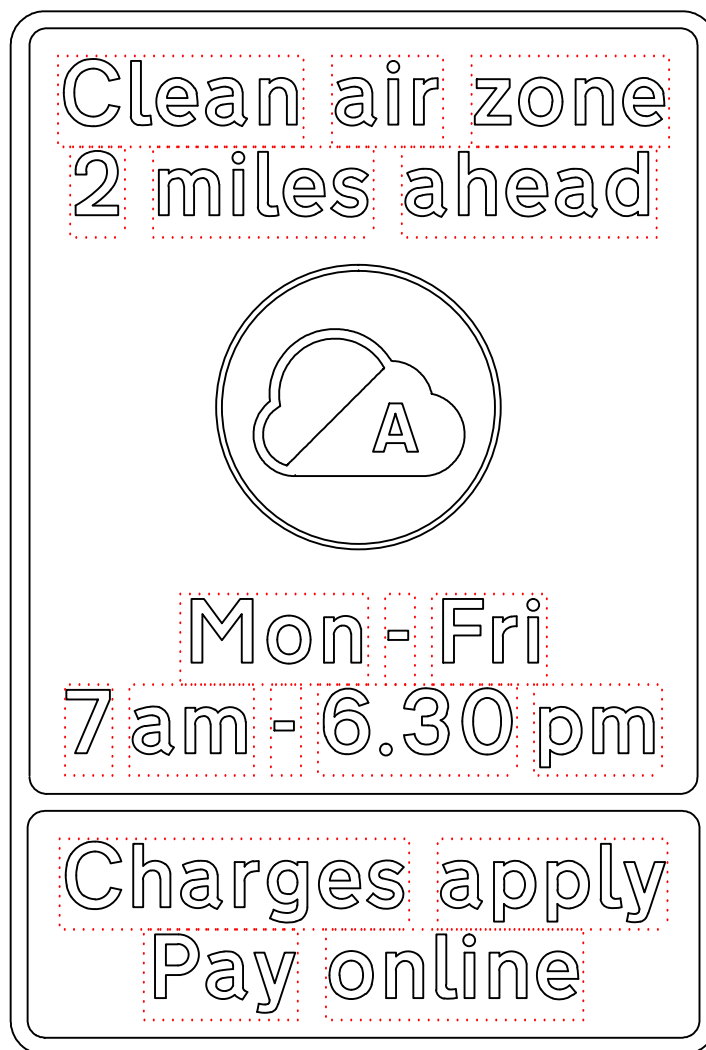 Clean air zone
2 miles ahead
A
Mon - Fri
7 am - 6.30 pm
Charges apply
Pay online